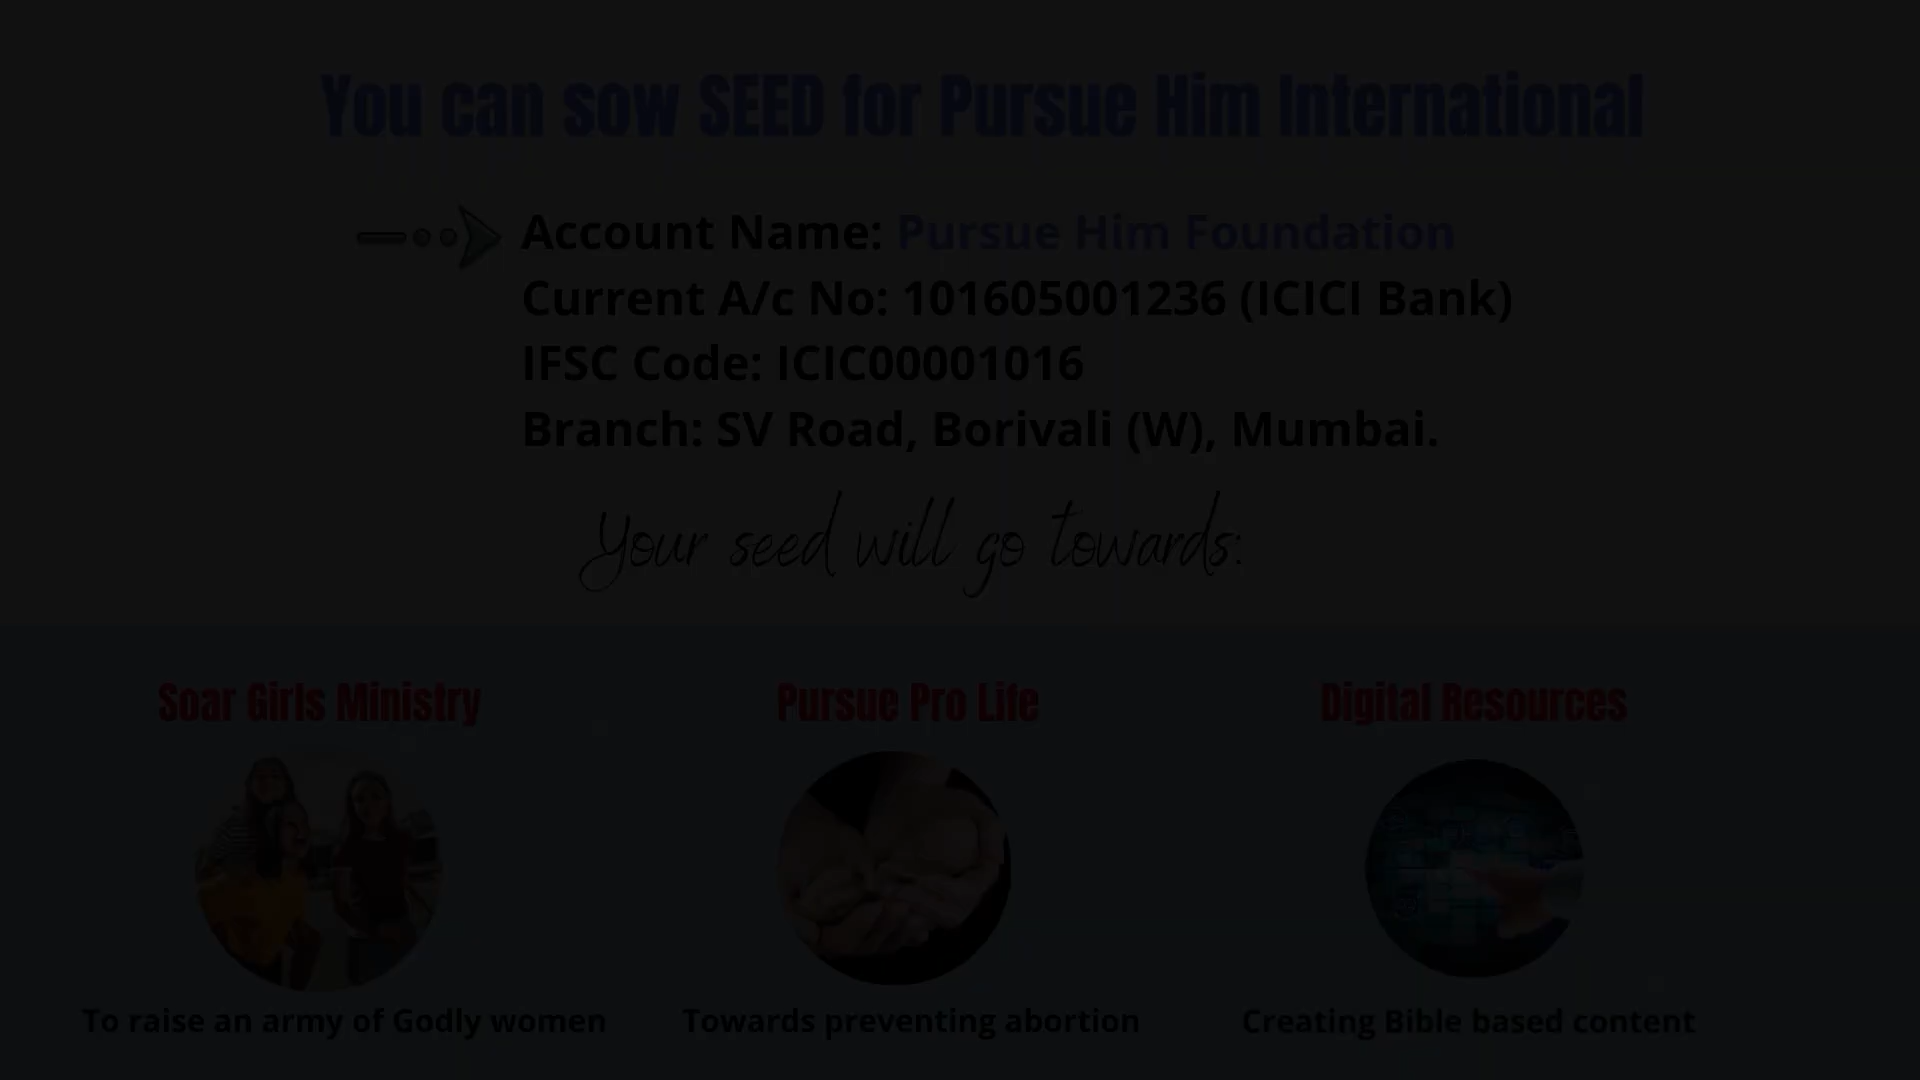 You can sow SEED for Pursue Him International
Account Name: Pursue Him Foundation
Current A/c No: 101605001236 (ICICI Bank)
IFSC Code: ICIC00001016
Branch: SV Road, Borivali (W), Mumbai.
Your seed will go towards:
Soar Girls Ministry
Pursue Pro Life
Digital Resources
To raise an army of Godly women
Towards preventing abortion
Creating Bible based content